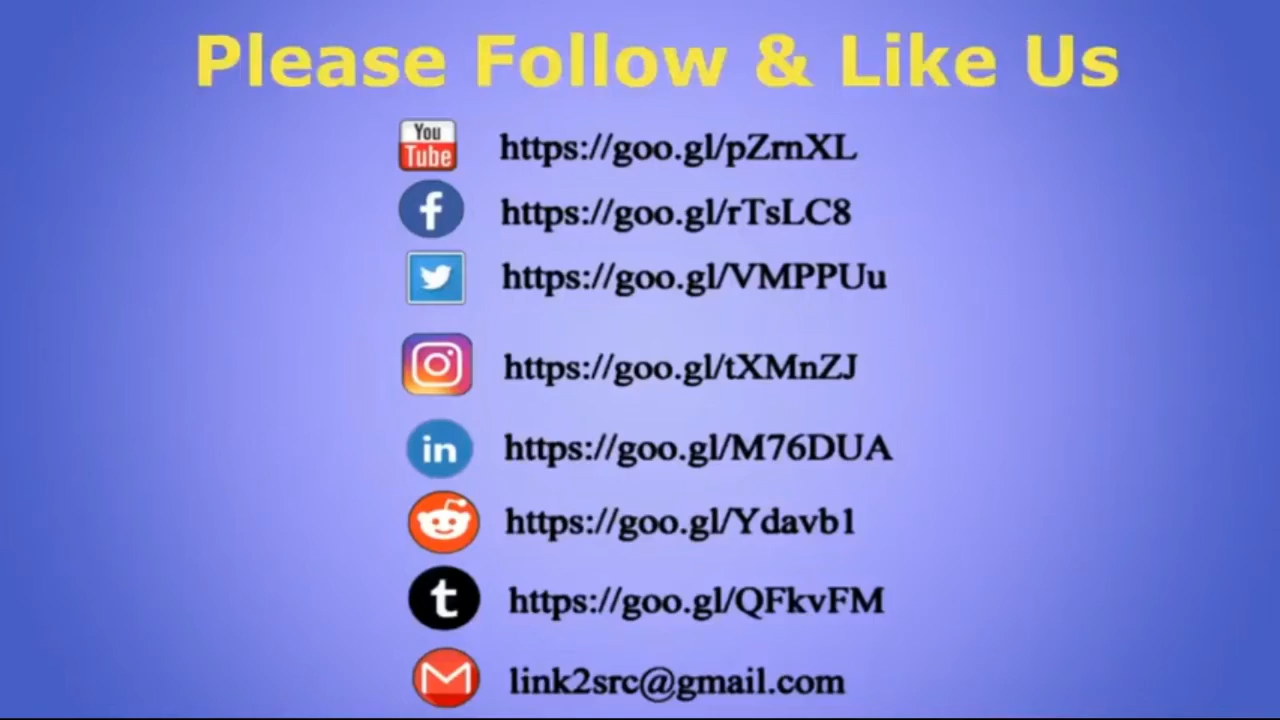 Please Follow & Like Us
You
Tube
https://goo.gl/pZrnXL
f
https://goo.gl/rTsLC8
https://goo.gl/VMPPUu
https://goo.gl/tXMnZJ
in
https://goo.gl/M76DUA
https://goo.gl/Ydavb1
t
https://goo.gl/QFkvFM
link2src@gmail.com